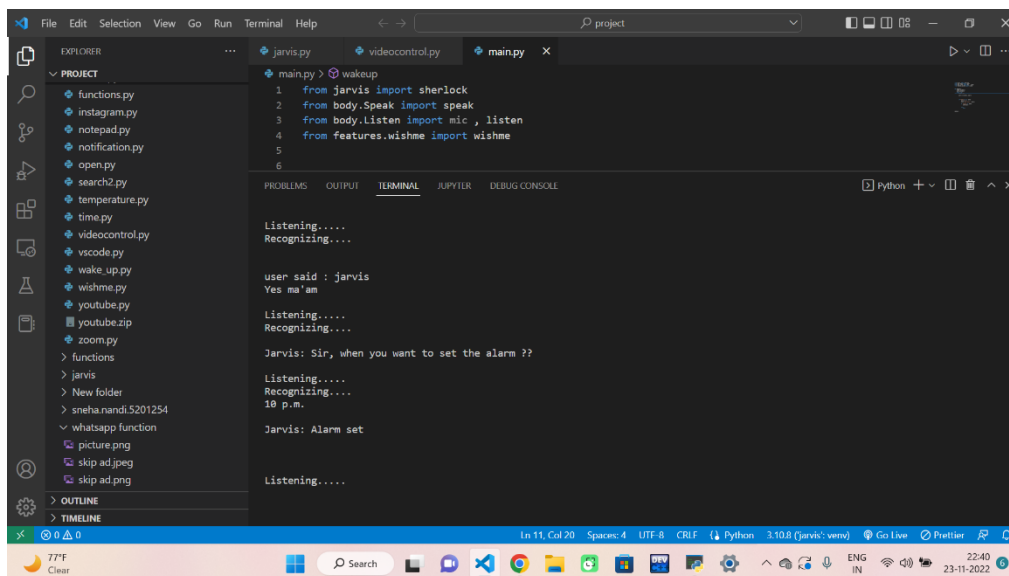 File Edit Selection View Go Run Terminal Help
project
EXPLORER
jarvis.py videocontrol.py main.py
PROJECT
main.py > wakeup
functions.py
instagram.py
notepad.py
notification.py
open.py
search2.py
temperature.py
time.py
videocontrol.py
vscode.py
wake_up.py
wishme.py
youtube.py
youtube.zip
zoom.py
> functions
> jarvis
> New folder
> sneha.nandi.5201254
whatsapp function
picture.png
skip ad.jpeg
skip ad.png
> OUTLINE
> TIMELINE
1 from jarvis import sherlock
2 from body.Speak import speak
3 from body.Listen import mic , listen
4 from features.wishme import wishme
5
6
PROBLEMS OUTPUT TERMINAL JUPYTER DEBUG CONSOLE
Python
Listening.....
Recognizing....
user said : jarvis
Yes ma'am
Listening.....
Recognizing....
Jarvis: Sir, when you want to set the alarm ??
Listening.....
Recognizing....
10 p.m.
Jarvis: Alarm set
Listening.....
0 0 Ln 11, Col 20 Spaces: 4 UTF-8 CRLF Python 3.10.8 ('jarvis': venv) Go Live Prettier
77°F
Clear
Search
ENG
IN
22:40
23-11-2022
6